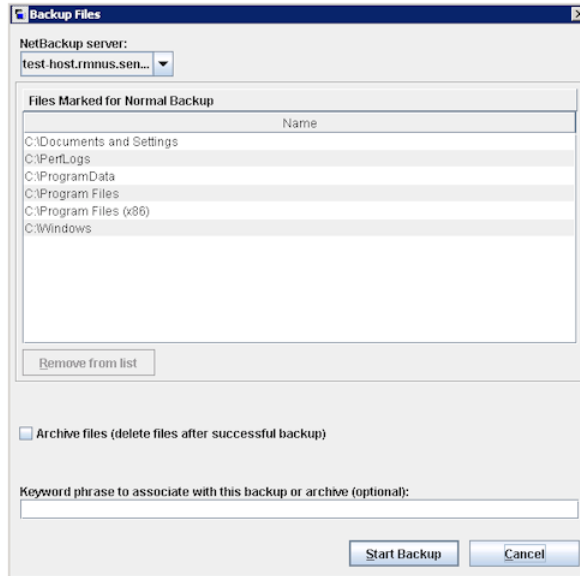 Backup Files
NetBackup server:
test-host.rmnus.sen...
Files Marked for Normal Backup
Name
C:\Documents and Settings
C:\PerfLogs
C:\ProgramData
C:\Program Files
C:\Program Files (x86)
C:\Windows
Remove from list
Archive files (delete files after successful backup)
Keyword phrase to associate with this backup or archive (optional):
Start Backup
Cancel